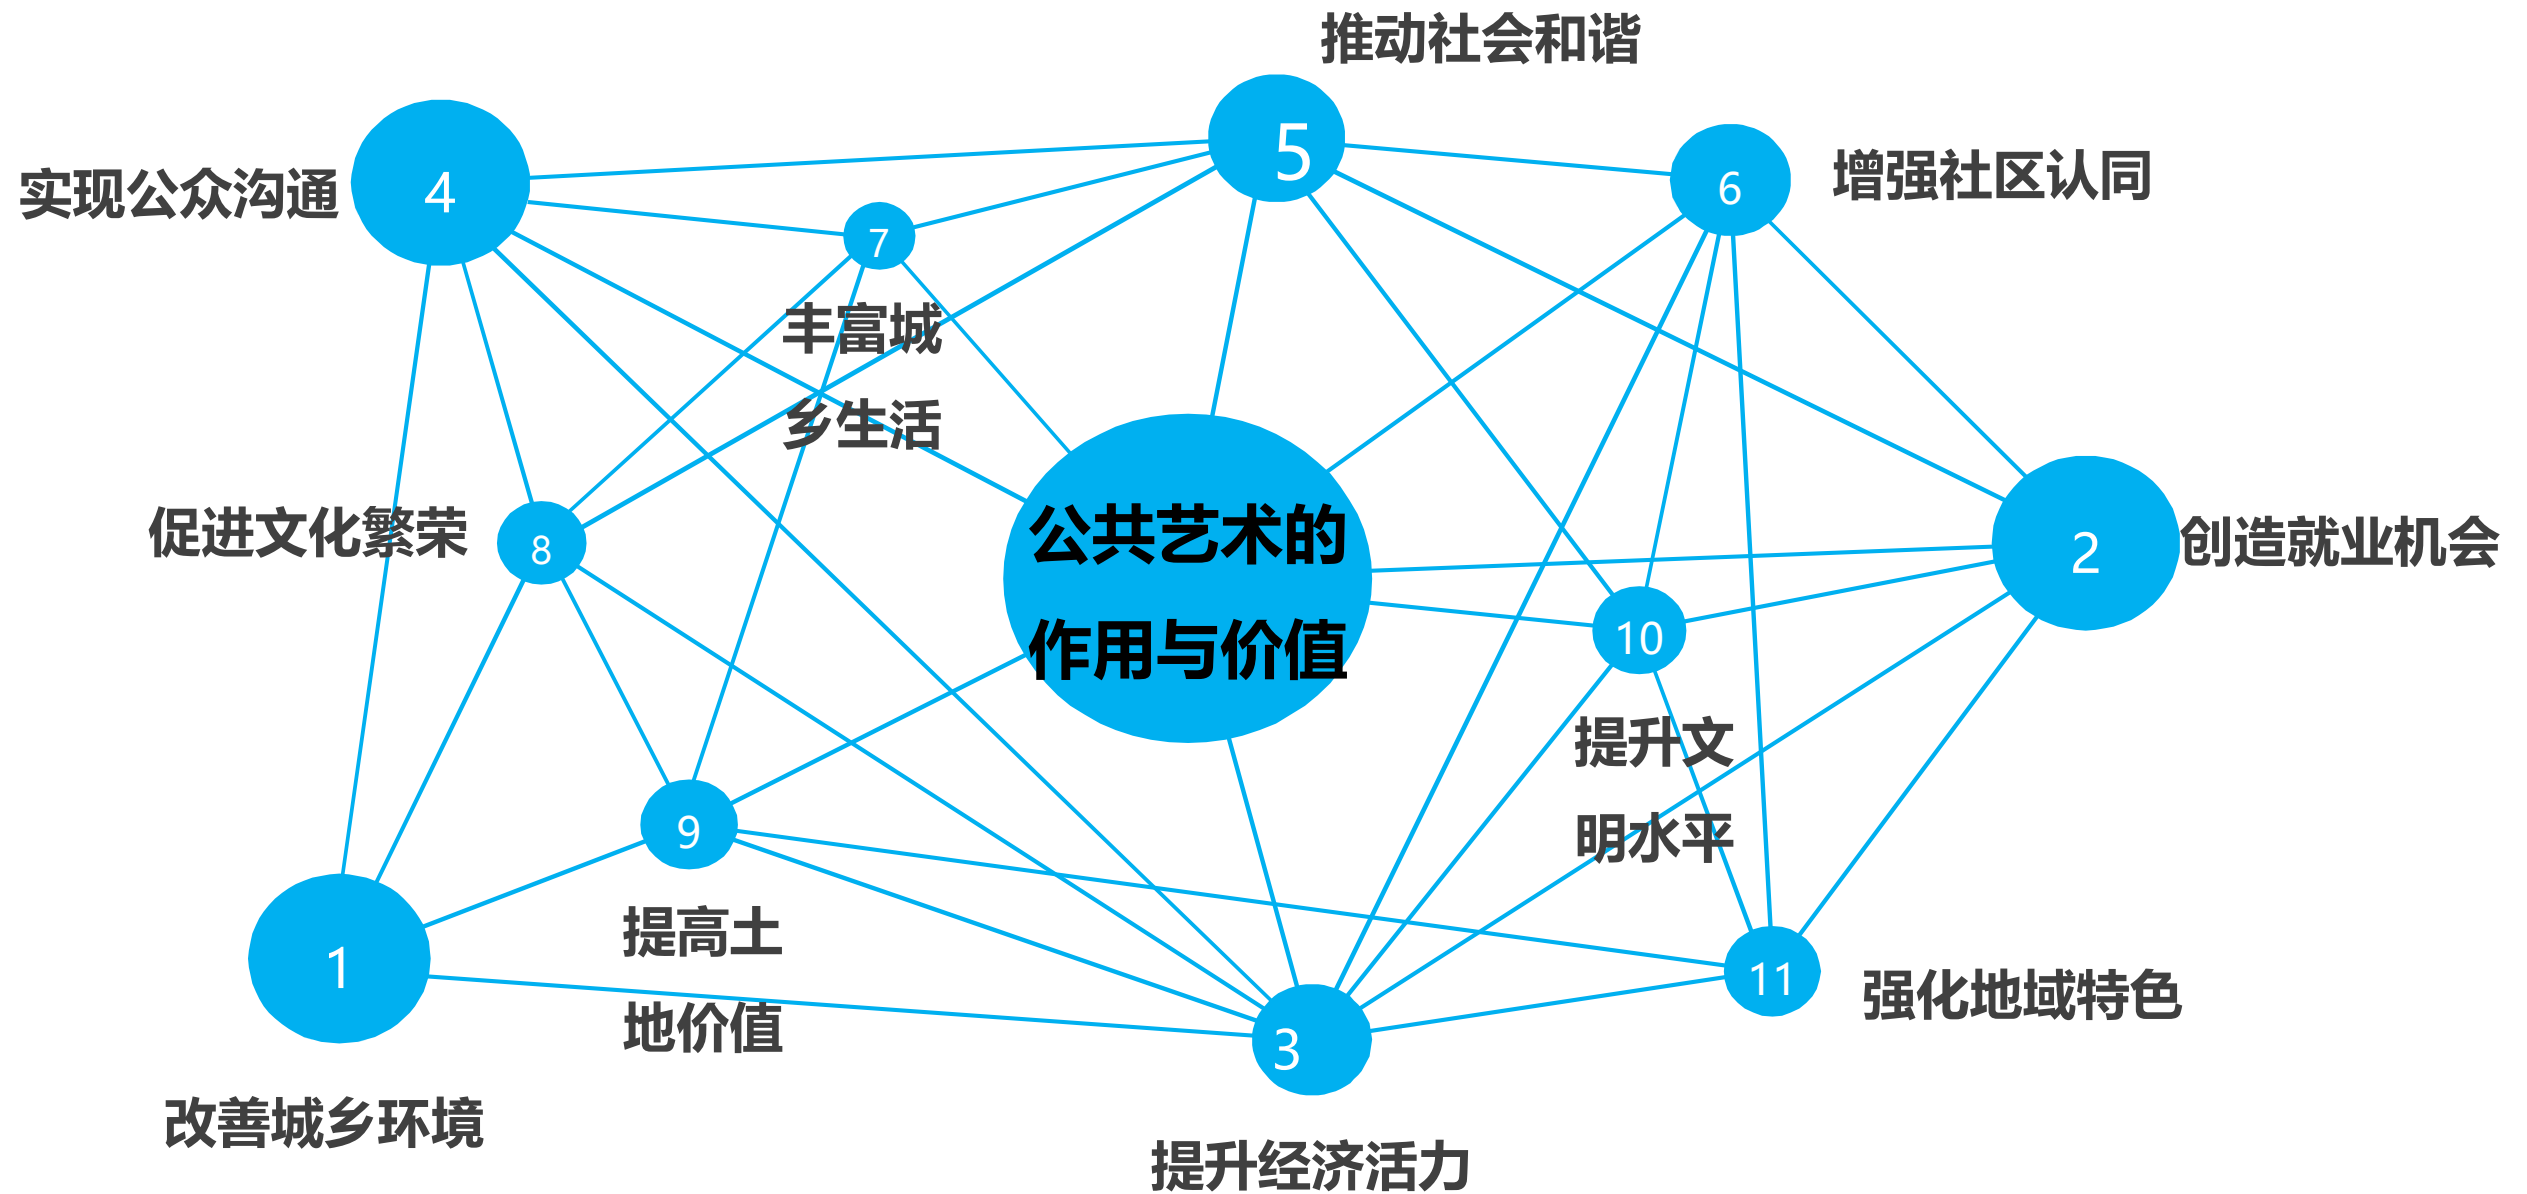 推动社会和谐
5
6
增强社区认同
实现公众沟通
4
7
丰富城
乡生活
促进文化繁荣
8
公共艺术的
作用与价值
2
创造就业机会
10
提升文
明水平
9
提高土
地价值
1
改善城乡环境
11
强化地域特色
3
提升经济活力